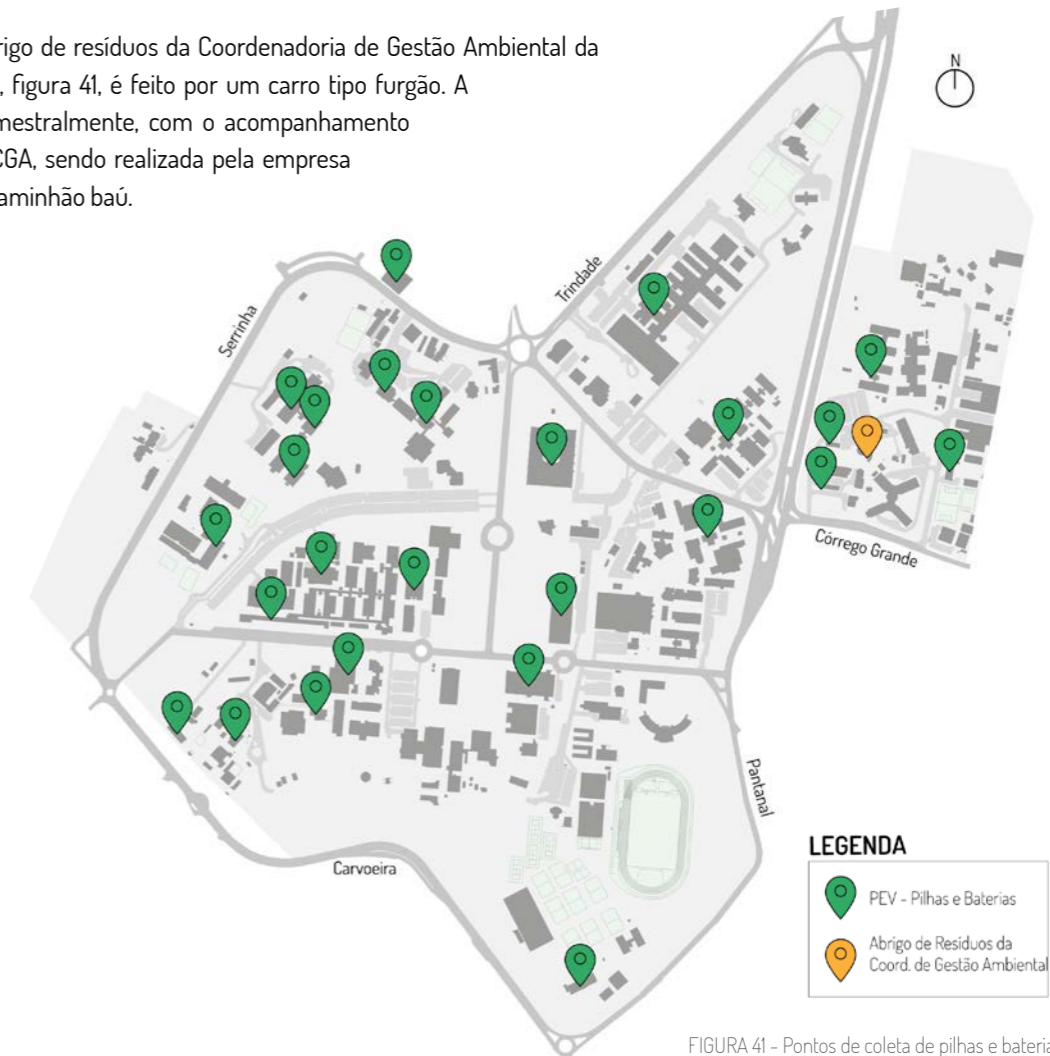 rigo de resíduos da Coordenadoria de Gestão Ambiental da
, figura 41, é feito por um carro tipo furgão. A
mestralmente, com o acompanhamento
CGA, sendo realizada pela empresa
aminhão baú.
N
Trindade
Serrinha
Córrego Grande
Pantanal
Carvoeira
LEGENDA
PEV - Pilhas e Baterias
Abrigo de Resíduos da
Coord. de Gestão Ambiental
FIGURA 41 - Pontos de coleta de pilhas e bateria